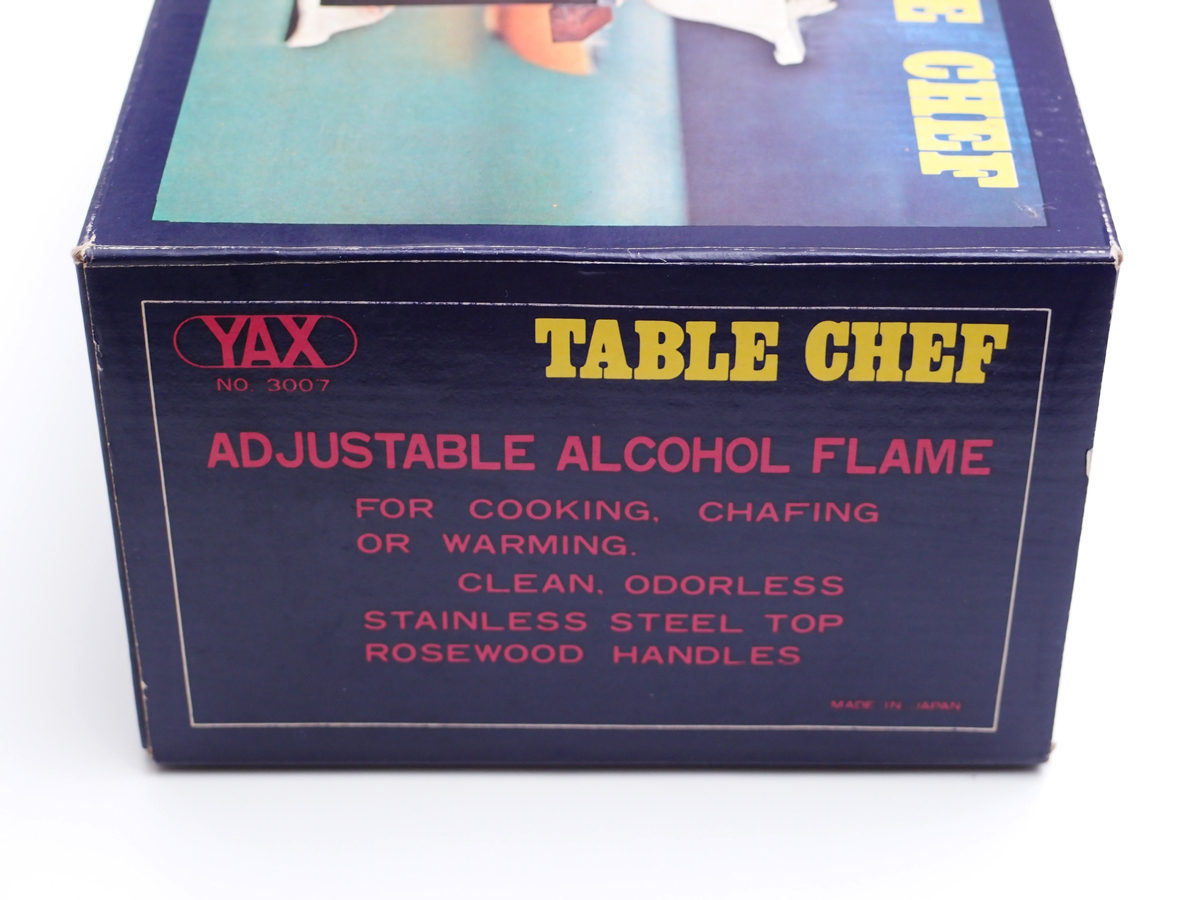 E CHEF
YAX
NO. 3007
TABLE CHEF
ADJUSTABLE ALCOHOL FLAME
FOR COOKING, CHAFING
OR WARMING.
CLEAN, ODORLESS
STAINLESS STEEL TOP
ROSEWOOD HANDLES
MADE IN JAPAN